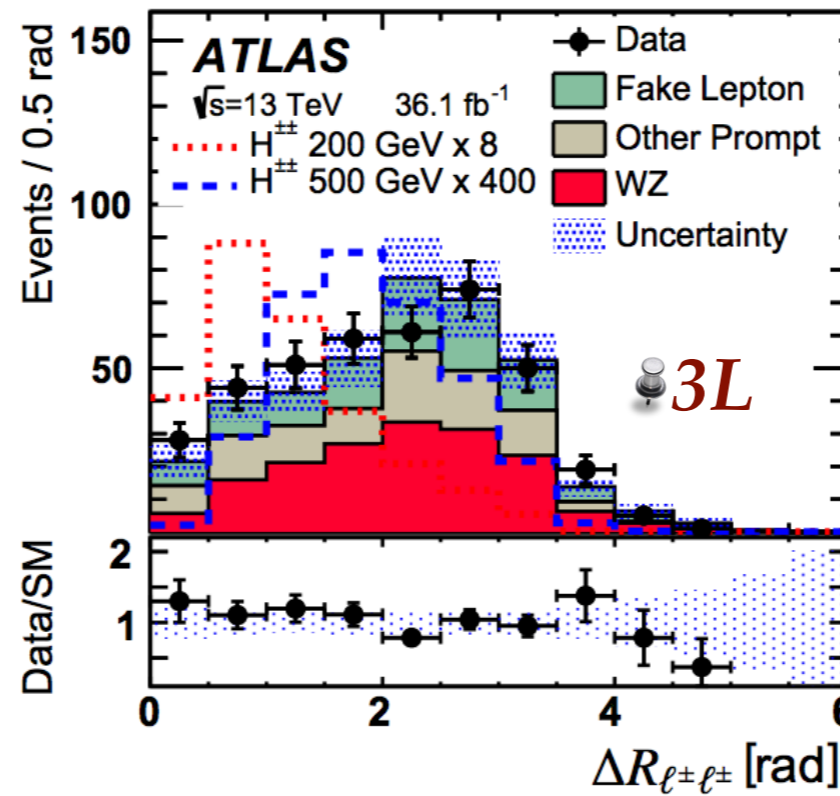 150
100
50
Events / 0.5 rad
ATLAS
√s=13 TeV 36.1 fb⁻¹
H±± 200 GeV x 8
H±± 500 GeV x 400
Data
Fake Lepton
Other Prompt
WZ
Uncertainty
3L
2
1
Data/SM
0 2 4 6
ΔRℓ±ℓ± [rad]